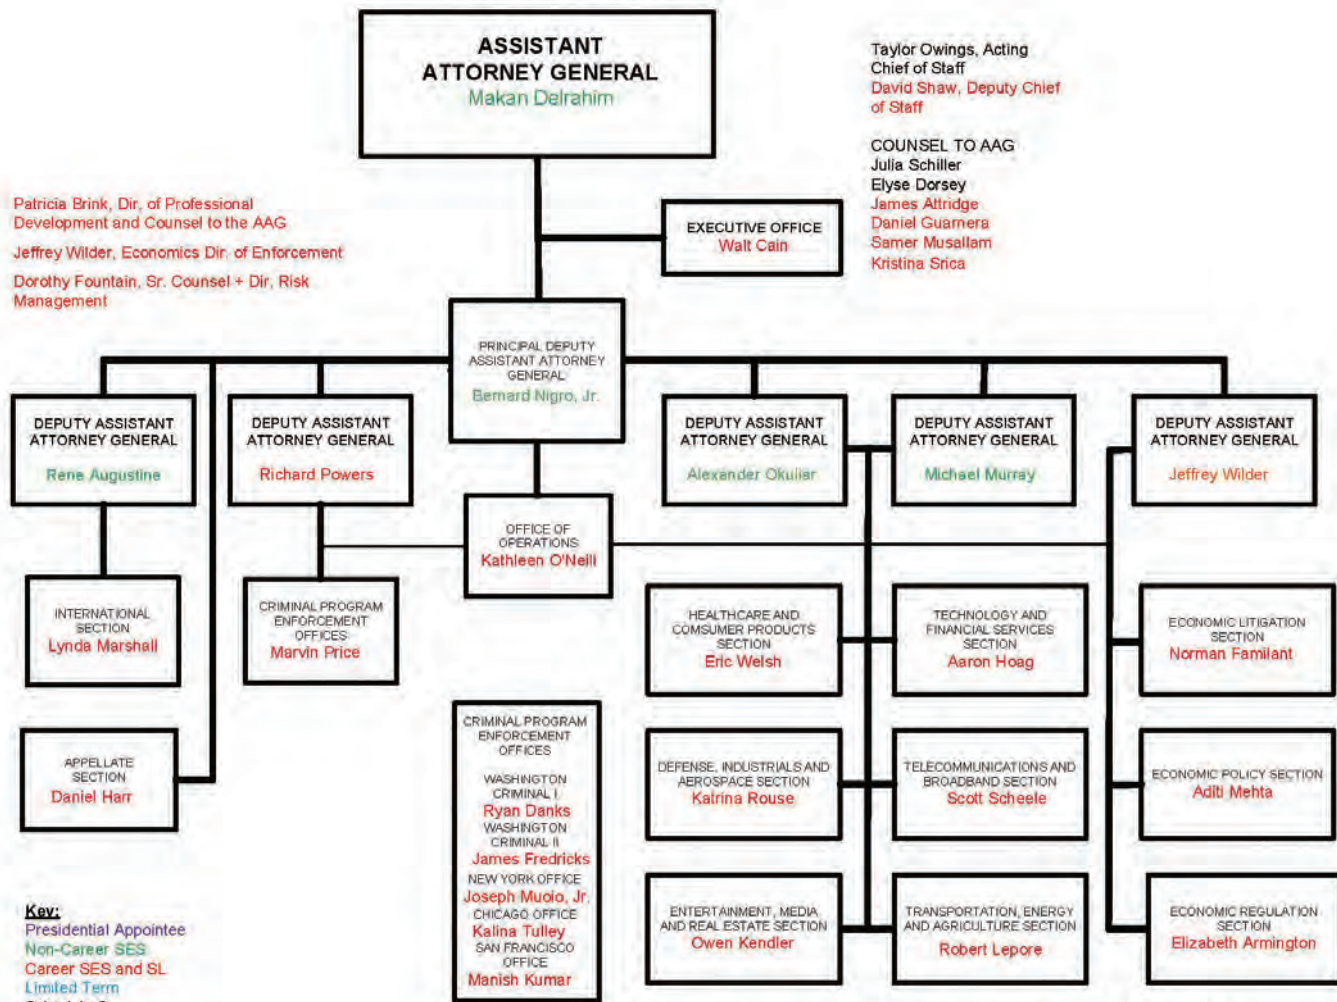 ASSISTANT
ATTORNEY GENERAL
Makan Delrahim
Taylor Owings, Acting
Chief of Staff
David Shaw, Deputy Chief
of Staff
COUNSEL TO AAG
Julia Schiller
Elyse Dorsey
James Attridge
Daniel Guarnera
Samer Musallam
Kristina Srica
Patricia Brink, Dir. of Professional
Development and Counsel to the AAG
Jeffrey Wilder, Economics Dir. of Enforcement
Dorothy Fountain, Sr. Counsel + Dir, Risk
Management
EXECUTIVE OFFICE
Walt Cain
PRINCIPAL DEPUTY
ASSISTANT ATTORNEY
GENERAL
Bernard Nigro, Jr.
DEPUTY ASSISTANT
ATTORNEY GENERAL
Rene Augustine
DEPUTY ASSISTANT
ATTORNEY GENERAL
Richard Powers
DEPUTY ASSISTANT
ATTORNEY GENERAL
Alexander Okuliar
DEPUTY ASSISTANT
ATTORNEY GENERAL
Michael Murray
DEPUTY ASSISTANT
ATTORNEY GENERAL
Jeffrey Wilder
OFFICE OF
OPERATIONS
Kathleen O'Neill
INTERNATIONAL
SECTION
Lynda Marshall
CRIMINAL PROGRAM
ENFORCEMENT
OFFICES
Marvin Price
HEALTHCARE AND
COMSUMER PRODUCTS
SECTION
Eric Welsh
TECHNOLOGY AND
FINANCIAL SERVICES
SECTION
Aaron Hoag
ECONOMIC LITIGATION
SECTION
Norman Familant
APPELLATE
SECTION
Daniel Harr
CRIMINAL PROGRAM
ENFORCEMENT
OFFICES
WASHINGTON
CRIMINAL I
Ryan Danks
WASHINGTON
CRIMINAL II
James Fredricks
NEW YORK OFFICE
Joseph Muoio, Jr.
CHICAGO OFFICE
Kalina Tulley
SAN FRANCISCO
OFFICE
Manish Kumar
DEFENSE, INDUSTRIALS AND
AEROSPACE SECTION
Katrina Rouse
TELECOMMUNICATIONS AND
BROADBAND SECTION
Scott Scheele
ECONOMIC POLICY SECTION
Aditi Mehta
ENTERTAINMENT, MEDIA
AND REAL ESTATE SECTION
Owen Kendler
TRANSPORTATION, ENERGY
AND AGRICULTURE SECTION
Robert Lepore
ECONOMIC REGULATION
SECTION
Elizabeth Armington
Key:
Presidential Appointee
Non-Career SES
Career SES and SL
Limited Term